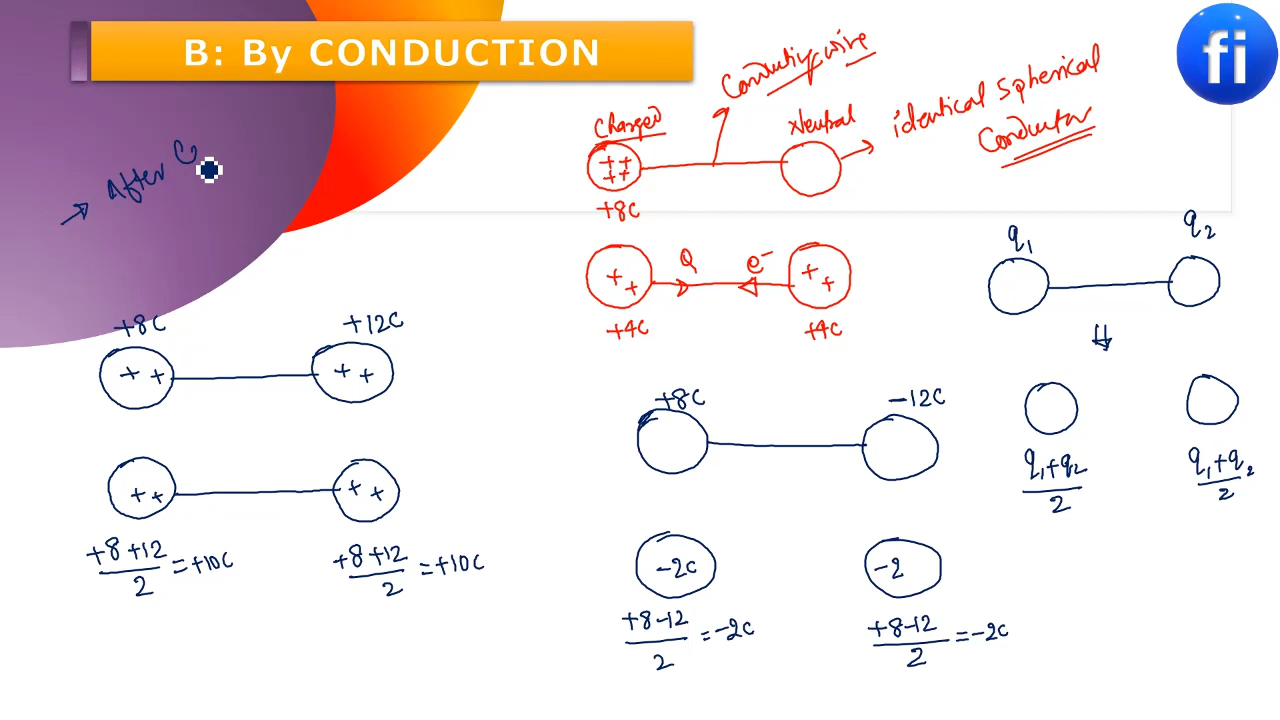 B: By CONDUCTION
fi
Conducting wire
Charged
Neutral
identical Spherical
Conductor
++
++
+8C
→ After C
Q
e⁻
+ +
+ +
+4C
+4C
q₁
q₂
⇓
q₁+q₂/2
q₁+q₂/2
+8C
+12C
+ +
+ +
+ +
+ +
+8+12/2 = +10C
+8+12/2 = +10C
+8C
-12C
-2C
-2
+8-12/2 = -2C
+8-12/2 = -2C